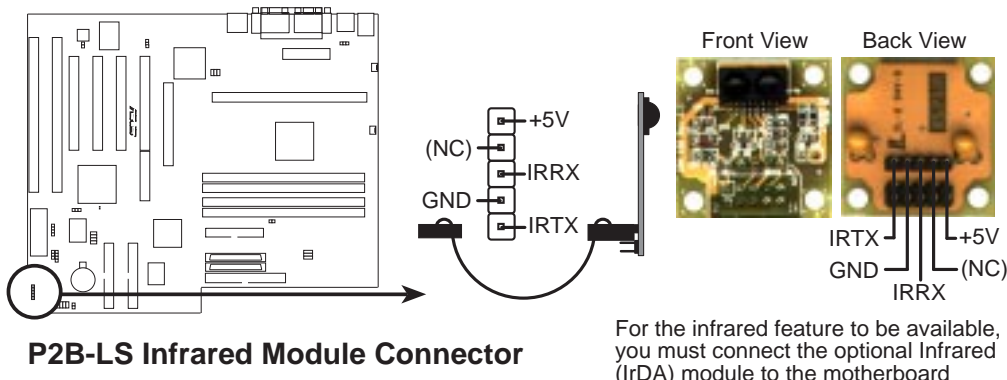 Front View
Back View
+5V
(NC)
IRRX
GND
IRTX
IRTX
+5V
GND
(NC)
IRRX
P2B-LS Infrared Module Connector
For the infrared feature to be available,
you must connect the optional Infrared
(IrDA) module to the motherboard